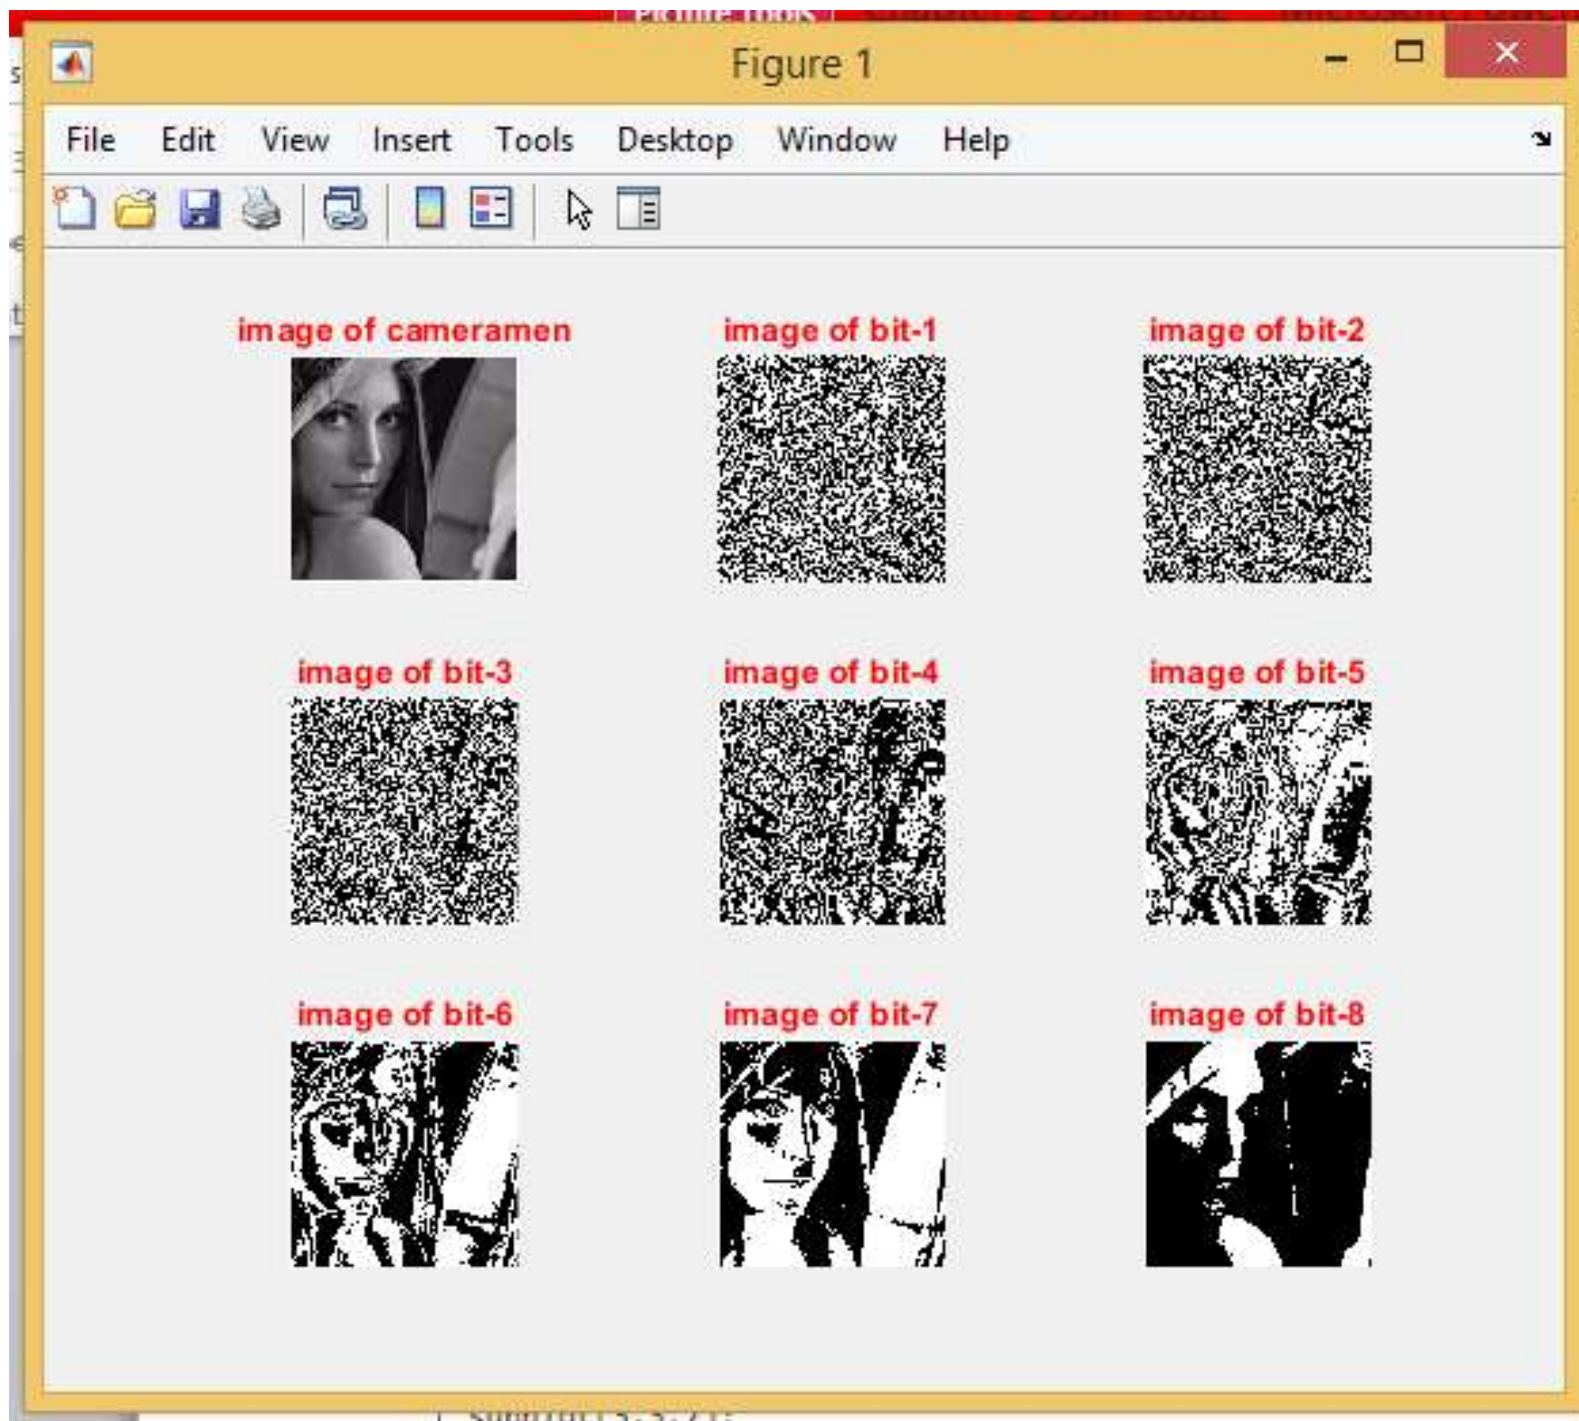 Picture Tools
Figure 1
File Edit View Insert Tools Desktop Window Help
image of cameramen image of bit-1 image of bit-2
image of bit-3 image of bit-4 image of bit-5
image of bit-6 image of bit-7 image of bit-8